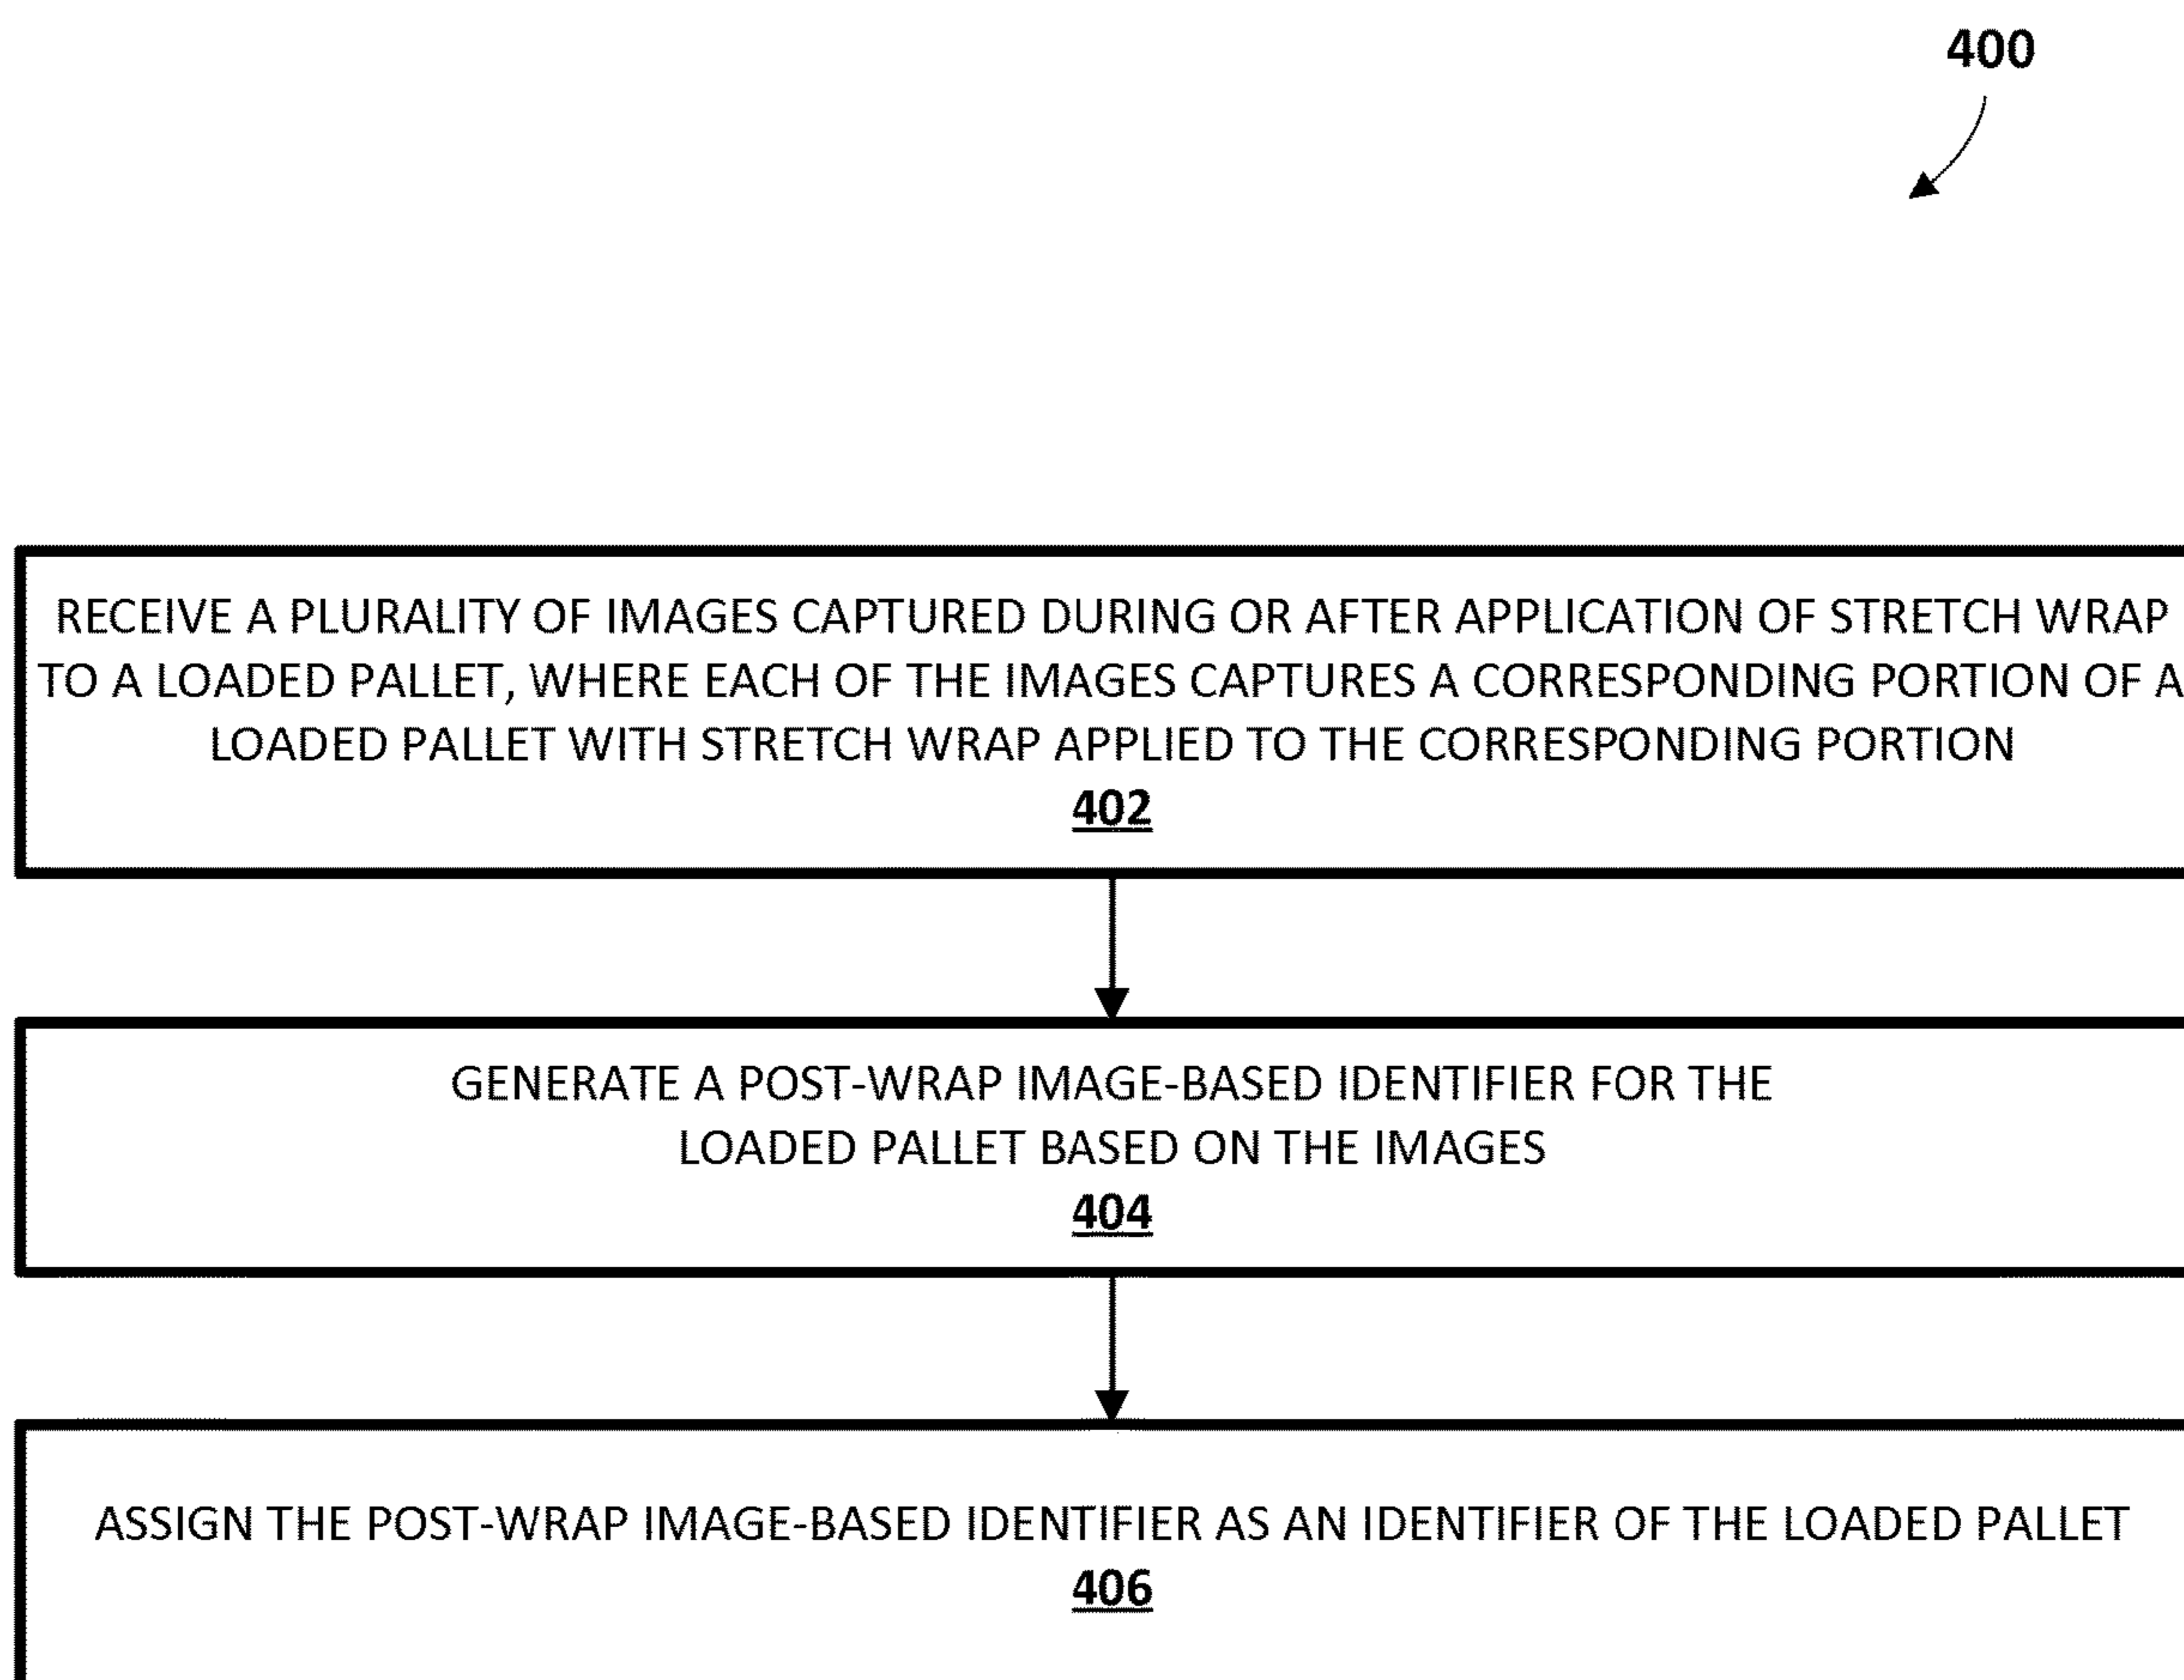 400
RECEIVE A PLURALITY OF IMAGES CAPTURED DURING OR AFTER APPLICATION OF STRETCH WRAP
TO A LOADED PALLET, WHERE EACH OF THE IMAGES CAPTURES A CORRESPONDING PORTION OF A
LOADED PALLET WITH STRETCH WRAP APPLIED TO THE CORRESPONDING PORTION
402
GENERATE A POST-WRAP IMAGE-BASED IDENTIFIER FOR THE
LOADED PALLET BASED ON THE IMAGES
404
ASSIGN THE POST-WRAP IMAGE-BASED IDENTIFIER AS AN IDENTIFIER OF THE LOADED PALLET
406